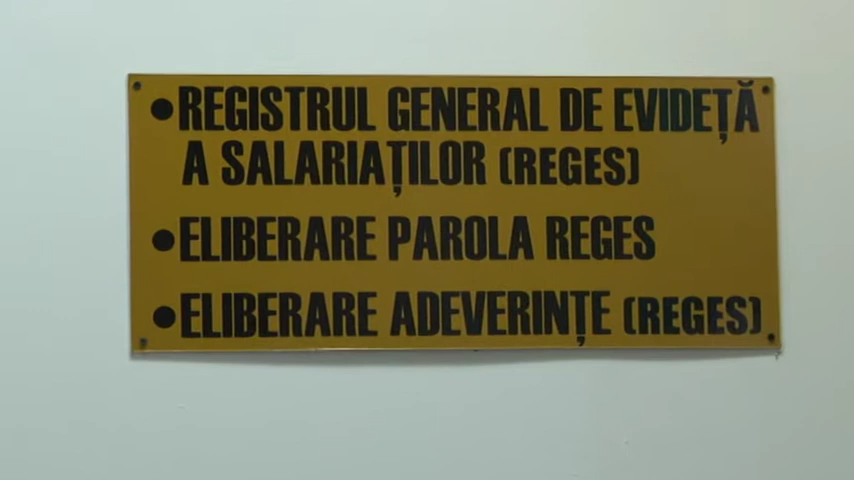 •REGISTRUL GENERAL DE EVIDEȚĂ
A SALARIAȚILOR (REGES)
•ELIBERARE PAROLA REGES
•ELIBERARE ADEVERINȚE (REGES)